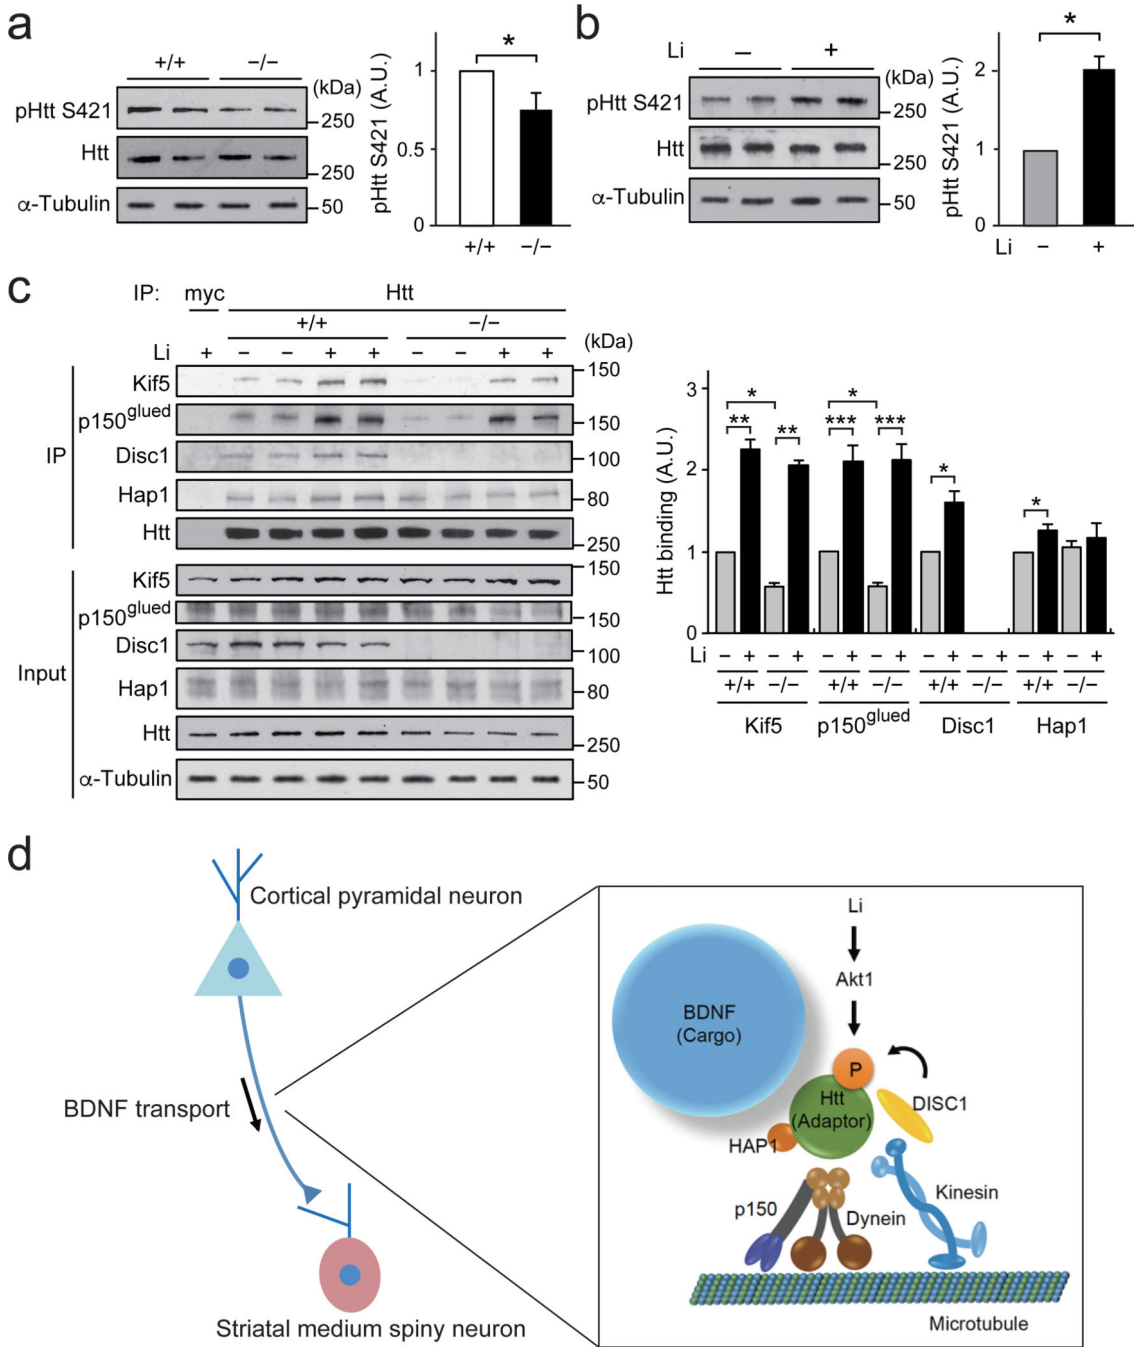 a
+/+ −/−
(kDa)
pHtt S421
250
Htt
250
α-Tubulin
50
pHtt S421 (A.U.)
1
0.5
0
*
+/+ −/−
b
Li − +
(kDa)
pHtt S421
250
Htt
250
α-Tubulin
50
pHtt S421 (A.U.)
2
1
0
*
Li − +
c
IP: myc Htt
+/+ −/−
(kDa)
Li + − − + + − − + +
IP
Kif5
150
p150glued
150
Disc1
100
Hap1
80
Htt
250
Input
Kif5
150
p150glued
150
Disc1
100
Hap1
80
Htt
250
α-Tubulin
50
Htt binding (A.U.)
3
2
1
0
* * 
** ** *** *** * *
Li − + − + − + − + − + − + − + − +
+/+ −/− +/+ −/− +/+ −/− +/+ −/−
Kif5 p150glued Disc1 Hap1
d
Cortical pyramidal neuron
BDNF transport
Striatal medium spiny neuron
Li
Akt1
BDNF
(Cargo)
P
Htt
(Adaptor)
DISC1
HAP1
p150
Dynein
Kinesin
Microtubule